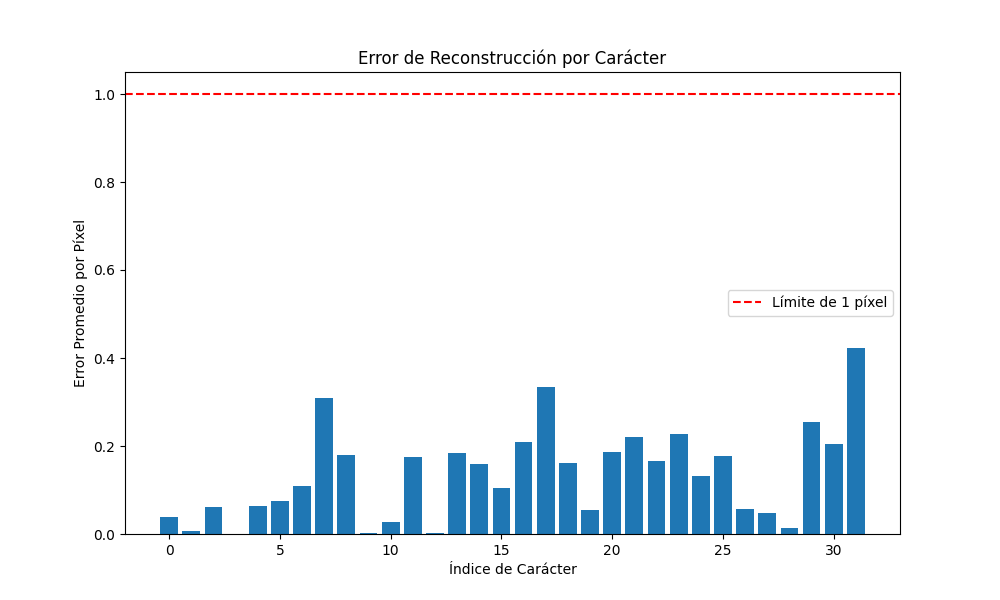 Error de Reconstrucción por Carácter
1.0
0.8
0.6
0.4
0.2
0.0
Error Promedio por Píxel
Límite de 1 píxel
0 5 10 15 20 25 30
Índice de Carácter